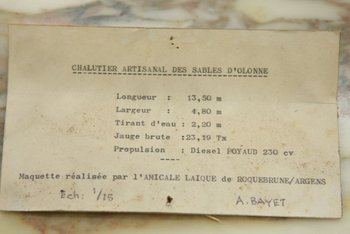 CHALUTIER ARTISANAL DES SABLES D'OLONNE
Longueur : 13,50 m
Largeur : 4,80 m
Tirant d'eau : 2,20 m
Jauge brute : 23,19 Tx
Propulsion : Diesel POYAUD 230 cv
----
Maquette réalisée par l'AMICALE LAIQUE de ROQUEBRUNE/ARGENS
Ech: 1/15 A. BAYET